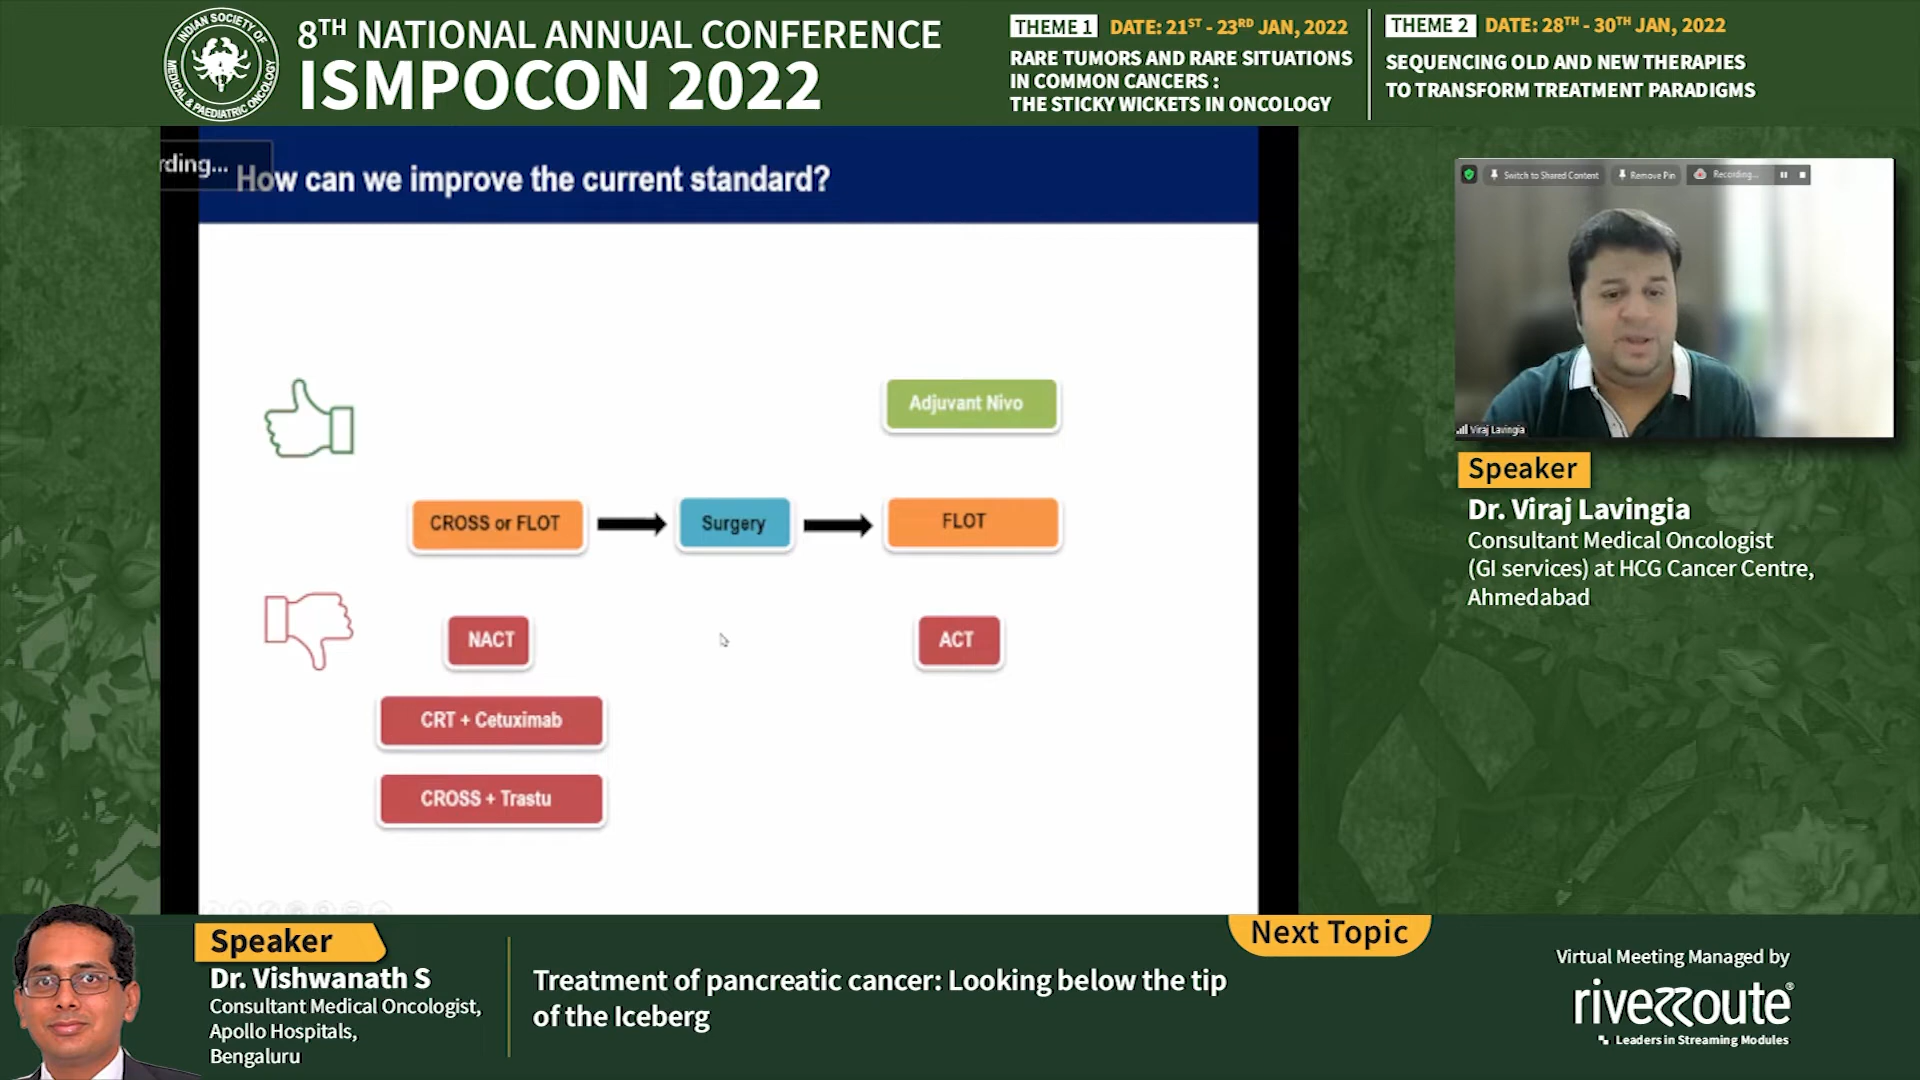 INDIAN SOCIETY OF
MEDICAL & PAEDIATRIC ONCOLOGY
8TH NATIONAL ANNUAL CONFERENCE
ISMPOCON 2022
THEME 1 DATE: 21ST - 23RD JAN, 2022
RARE TUMORS AND RARE SITUATIONS
IN COMMON CANCERS :
THE STICKY WICKETS IN ONCOLOGY
THEME 2 DATE: 28TH - 30TH JAN, 2022
SEQUENCING OLD AND NEW THERAPIES
TO TRANSFORM TREATMENT PARADIGMS
rding...
How can we improve the current standard?
Adjuvant Nivo
CROSS or FLOT
Surgery
FLOT
NACT
ACT
CRT + Cetuximab
CROSS + Trastu
Switch to Shared Content
Remove Pin
Recording...
Viraj Lavingia
Speaker
Dr. Viraj Lavingia
Consultant Medical Oncologist
(GI services) at HCG Cancer Centre,
Ahmedabad
Speaker
Dr. Vishwanath S
Consultant Medical Oncologist,
Apollo Hospitals,
Bengaluru
Next Topic
Treatment of pancreatic cancer: Looking below the tip
of the Iceberg
Virtual Meeting Managed by
riverroute®
Leaders in Streaming Modules